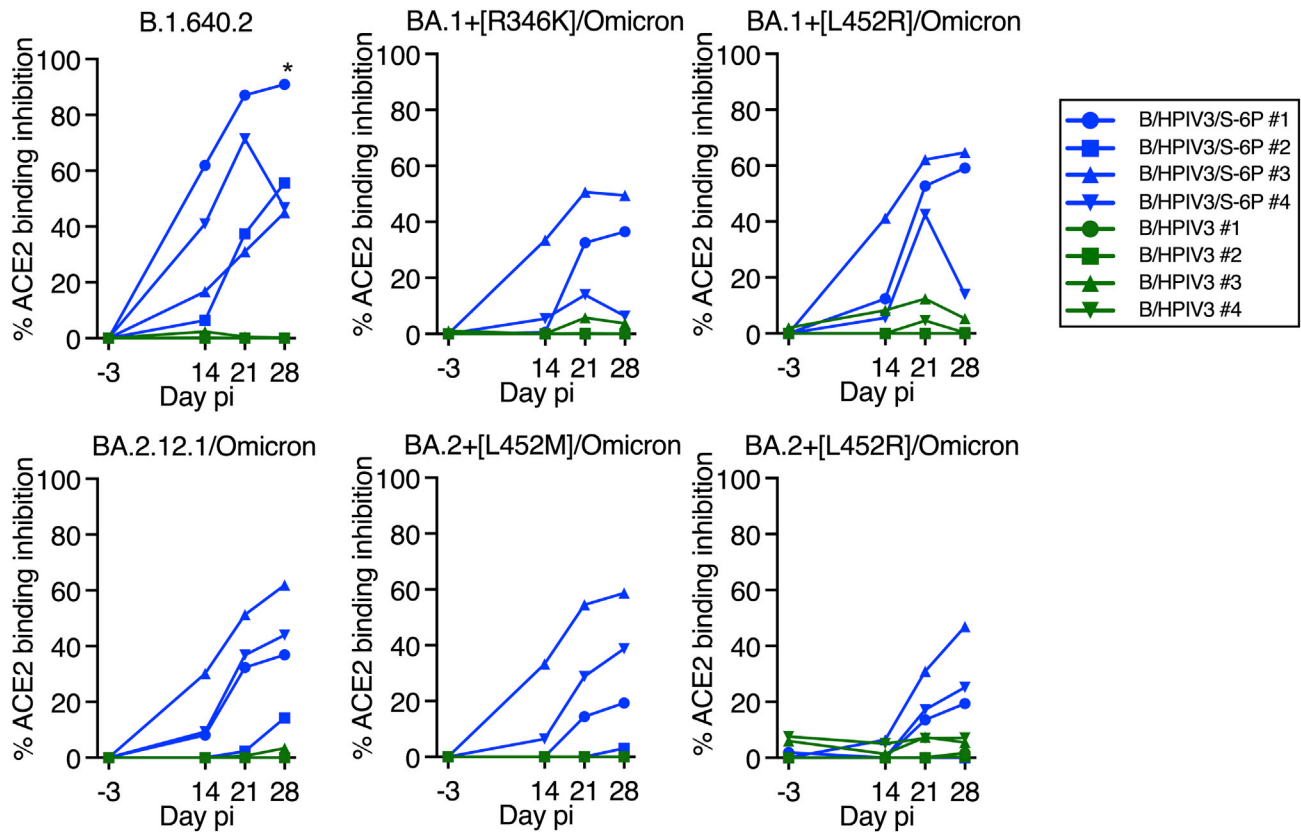 B.1.640.2
% ACE2 binding inhibition
100
80
60
40
20
0
*
-3 14 21 28
Day pi
BA.1+[R346K]/Omicron
% ACE2 binding inhibition
100
80
60
40
20
0
-3 14 21 28
Day pi
BA.1+[L452R]/Omicron
% ACE2 binding inhibition
100
80
60
40
20
0
-3 14 21 28
Day pi
B/HPIV3/S-6P #1
B/HPIV3/S-6P #2
B/HPIV3/S-6P #3
B/HPIV3/S-6P #4
B/HPIV3 #1
B/HPIV3 #2
B/HPIV3 #3
B/HPIV3 #4
BA.2.12.1/Omicron
% ACE2 binding inhibition
100
80
60
40
20
0
-3 14 21 28
Day pi
BA.2+[L452M]/Omicron
% ACE2 binding inhibition
100
80
60
40
20
0
-3 14 21 28
Day pi
BA.2+[L452R]/Omicron
% ACE2 binding inhibition
100
80
60
40
20
0
-3 14 21 28
Day pi